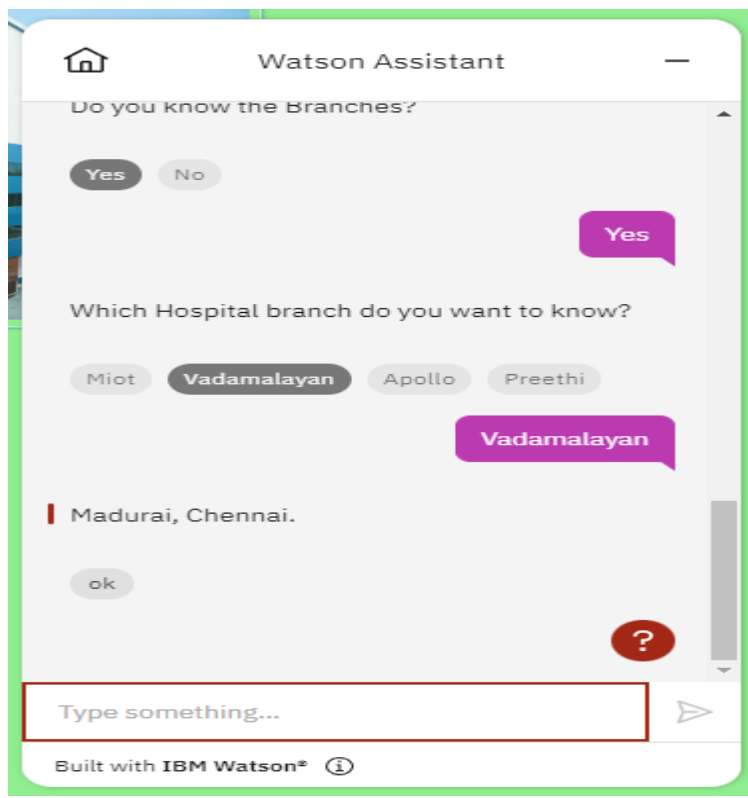 Watson Assistant
Do you know the Branches?
Yes No
Yes
Which Hospital branch do you want to know?
Miot Vadamalayan Apollo Preethi
Vadamalayan
Madurai, Chennai.
ok
?
Type something...
Built with IBM Watson®